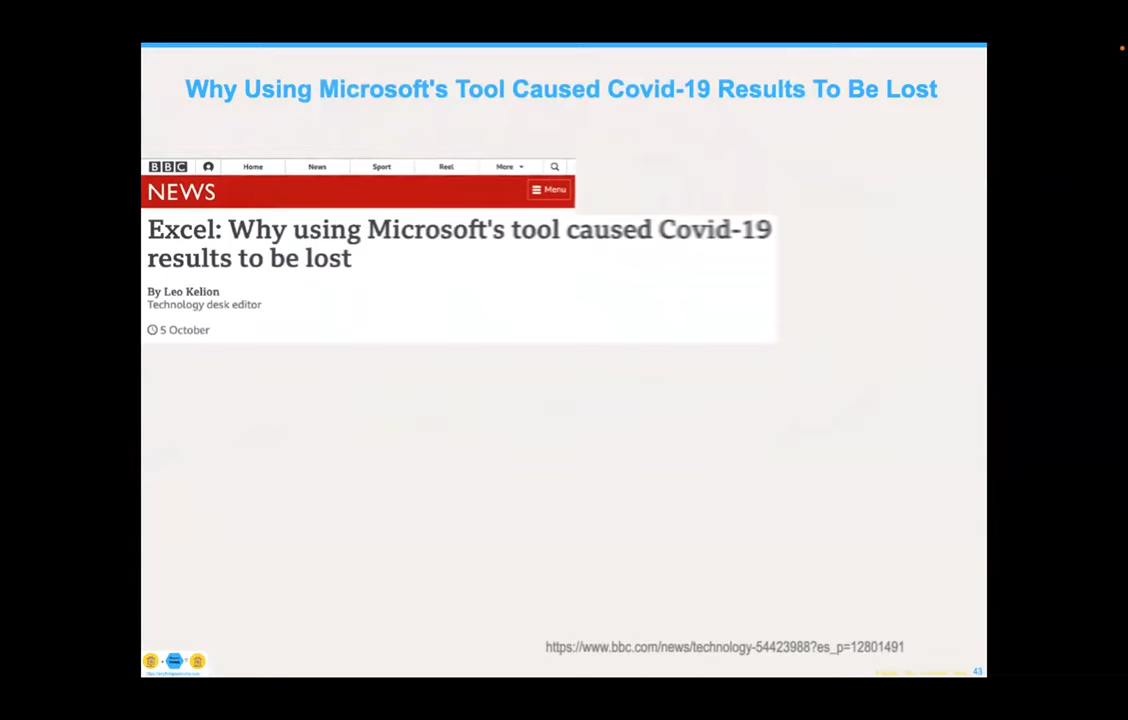 Why Using Microsoft's Tool Caused Covid-19 Results To Be Lost
BBC Home News Sport Reel More
NEWS Menu
Excel: Why using Microsoft's tool caused Covid-19
results to be lost
By Leo Kelion
Technology desk editor
5 October
https://www.bbc.com/news/technology-54423988?es_p=12801491
43